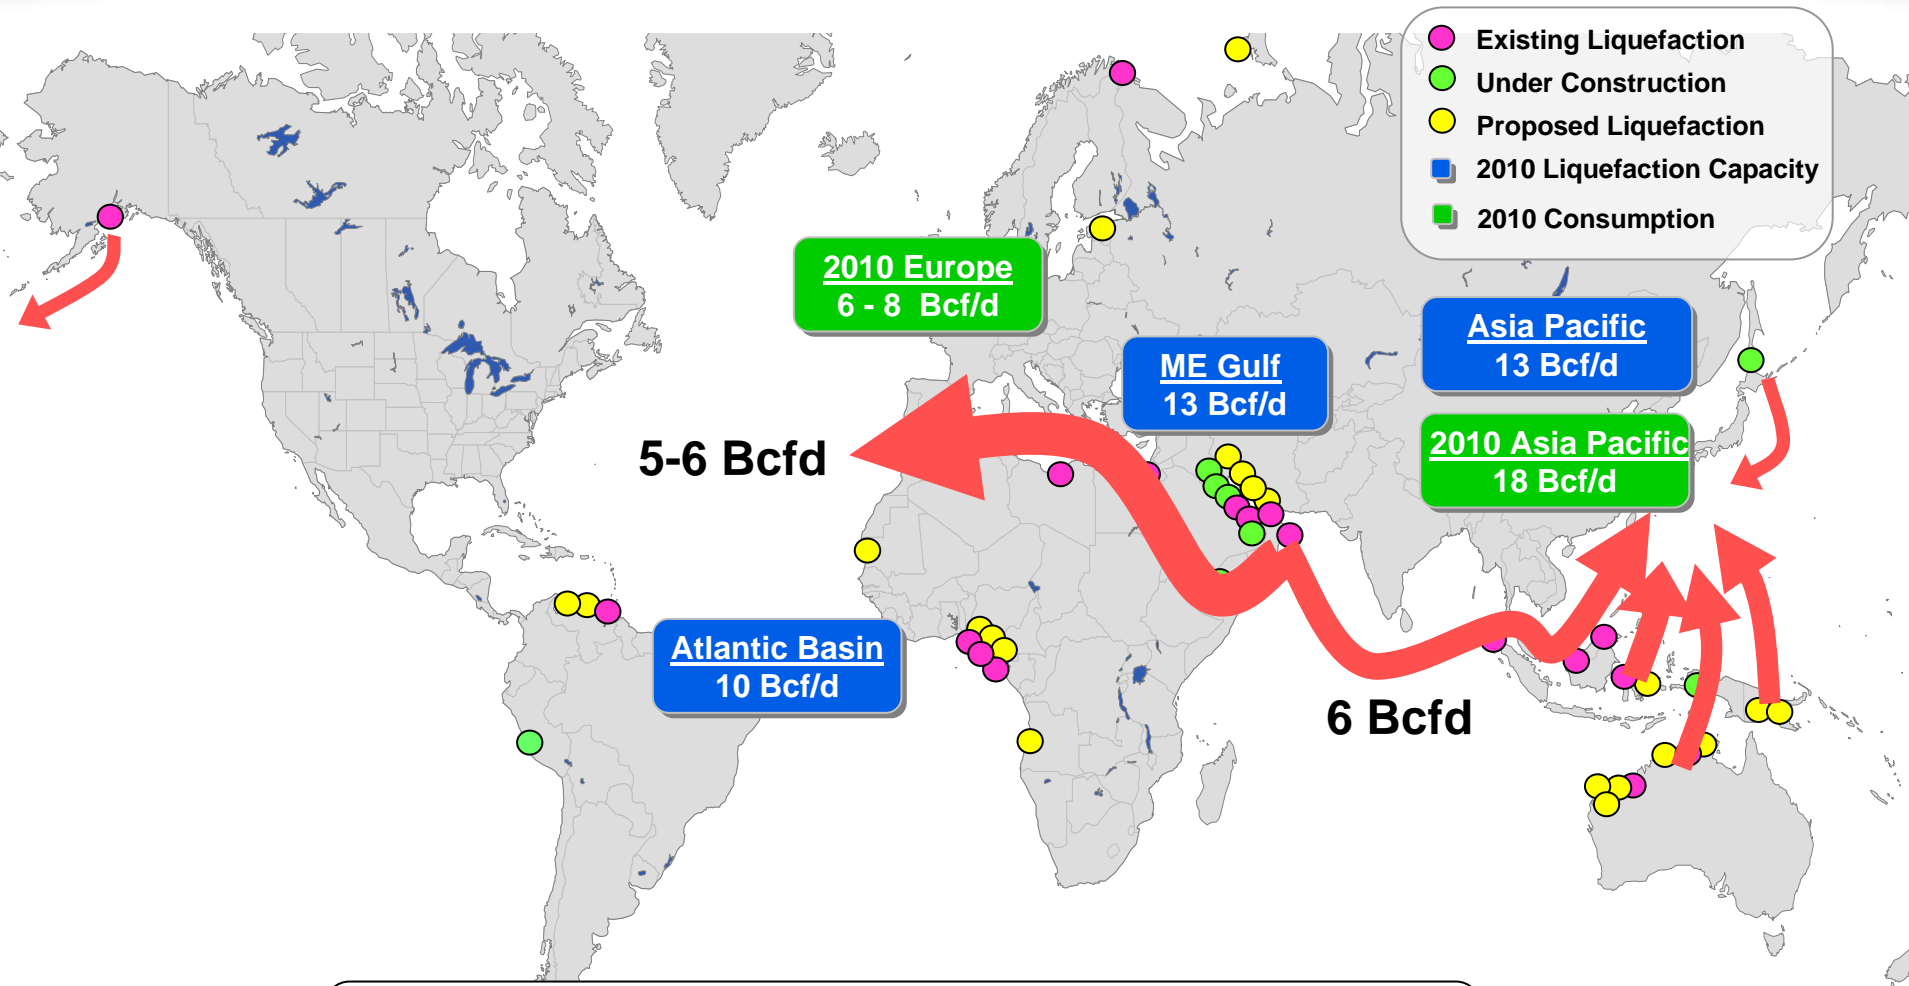 Existing Liquefaction
Under Construction
Proposed Liquefaction
2010 Liquefaction Capacity
2010 Consumption
2010 Europe
6 - 8 Bcf/d
Asia Pacific
13 Bcf/d
ME Gulf
13 Bcf/d
2010 Asia Pacific
18 Bcf/d
5-6 Bcfd
Atlantic Basin
10 Bcf/d
6 Bcfd